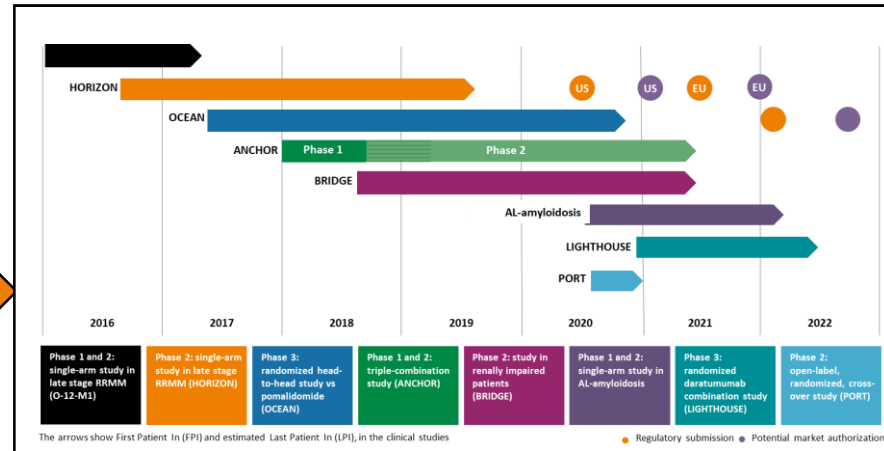 HORIZON
US
US
EU
EU
OCEAN
ANCHOR
Phase 1
Phase 2
BRIDGE
AL-amyloidosis
LIGHTHOUSE
PORT
2016 2017 2018 2019 2020 2021 2022
Phase 1 and 2:
single-arm study in
late stage RRMM
(O-12-M1)
Phase 2: single-arm
study in late stage
RRMM (HORIZON)
Phase 3:
randomized head-
to-head study vs
pomalidomide
(OCEAN)
Phase 1 and 2:
triple-combination
study (ANCHOR)
Phase 2: study in
renally impaired
patients
(BRIDGE)
Phase 1 and 2:
single-arm study in
AL-amyloidosis
Phase 3:
randomized
daratumumab
combination study
(LIGHTHOUSE)
Phase 2:
open-label,
randomized, cross-
over study (PORT)
The arrows show First Patient In (FPI) and estimated Last Patient In (LPI), in the clinical studies
Regulatory submission
Potential market authorization